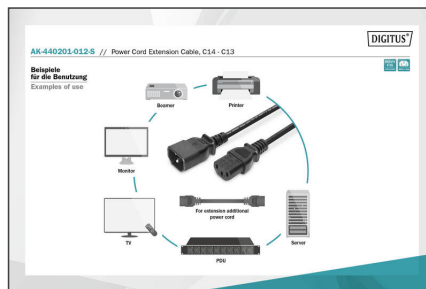 DIGITUS®
AK-440201-012-S // Power Cord Extension Cable, C14 - C13
Beispiele
für die Benutzung
Examples of use
Beamer
Printer
Monitor
For extension additional
power cord
TV
Server
PDU